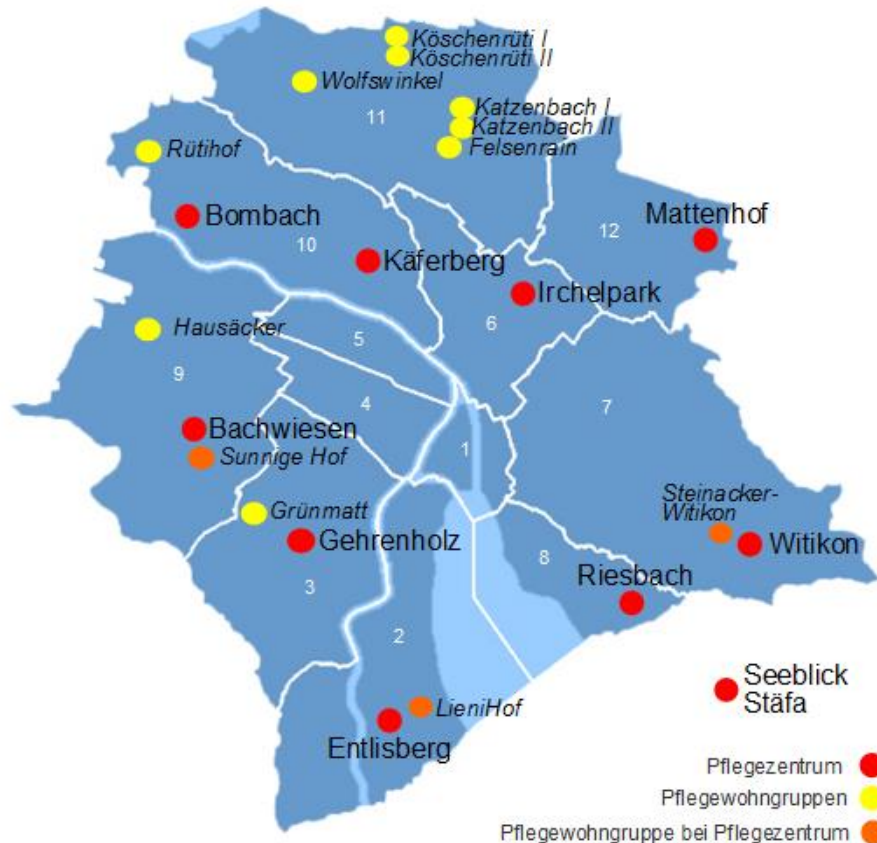 Köschenrüti I
Köschenrüti II
Wolfswinkel
Katzenbach I
11
Katzenbach II
Felsenrain
Rütihof
Bombach
Mattenhof
10
12
Käferberg
Irchelpark
Hausäcker
6
5
9
7
4
Bachwiesen
1
Sunnige Hof
Steinacker-
Witikon
Grünmatt
Gehrenholz
Witikon
8
Riesbach
3
2
Seeblick
Stäfa
LieniHof
Entlisberg
Pflegezentrum
Pflegewohngruppen
Pflegewohngruppe bei Pflegezentrum